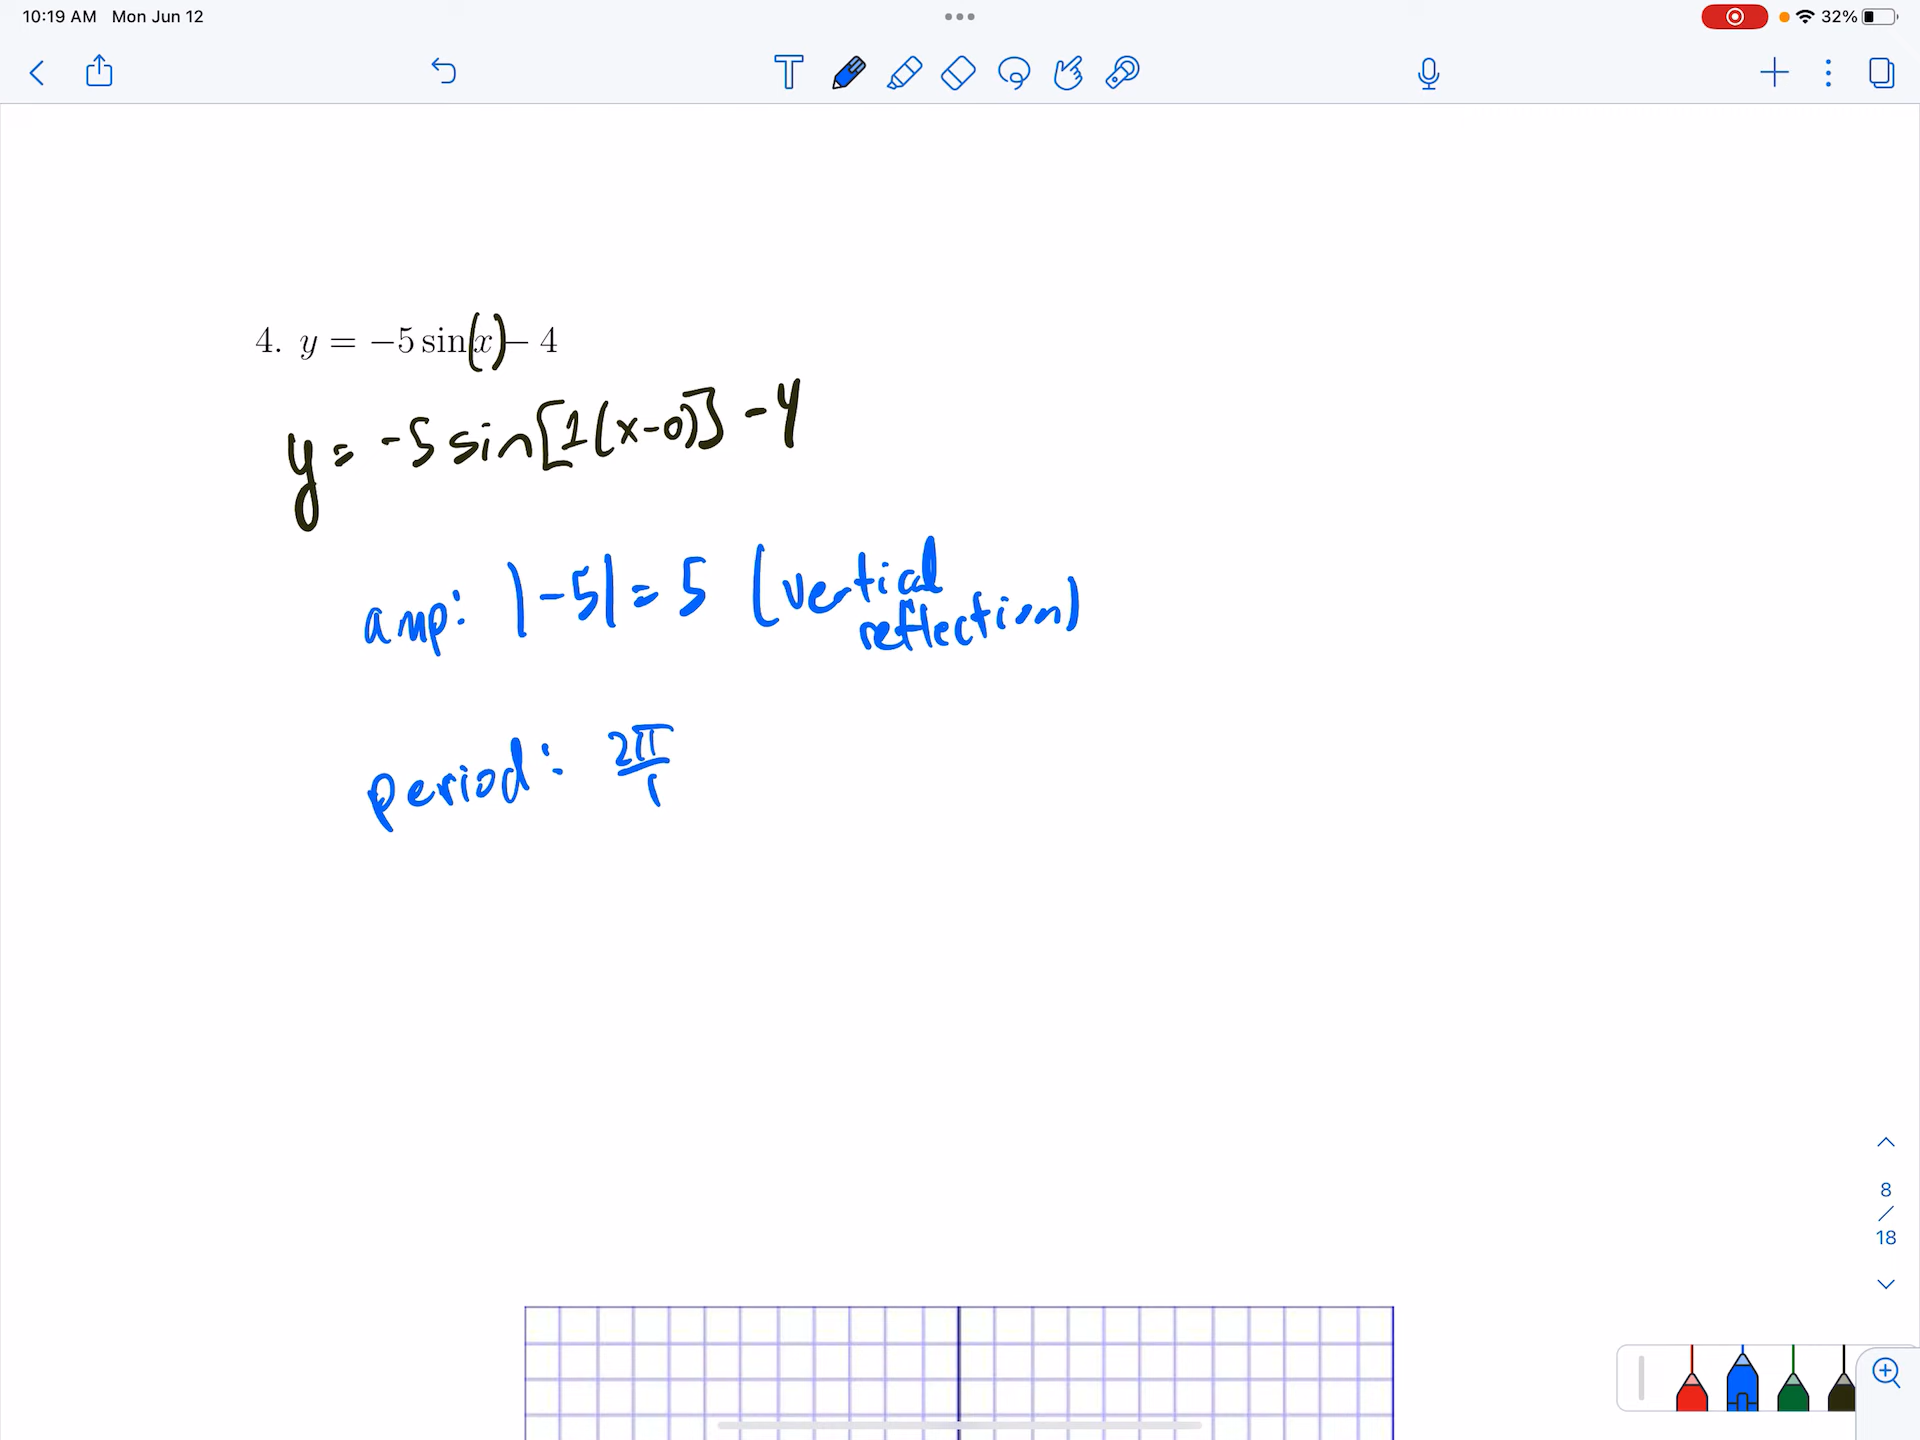 10:19 AM Mon Jun 12
32%
T
4. y = −5 sin(x) − 4
y = -5 sin[1(x-0)] -4
amp: |-5| = 5 (vertical
reflection)
period: 2π/1
8
/
18